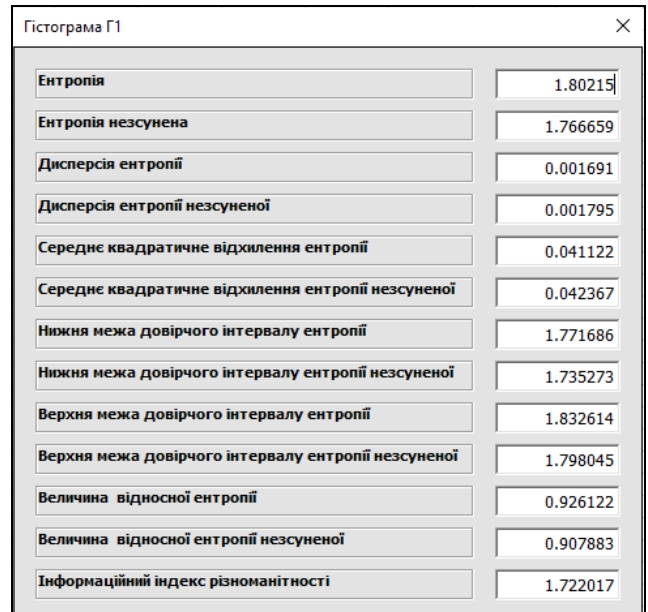 Гістограма Г1
Ентропія 1.80215
Ентропія незсунена 1.766659
Дисперсія ентропії 0.001691
Дисперсія ентропії незсуненої 0.001795
Середнє квадратичне відхилення ентропії 0.041122
Середнє квадратичне відхилення ентропії незсуненої 0.042367
Нижня межа довірчого інтервалу ентропії 1.771686
Нижня межа довірчого інтервалу ентропії незсуненої 1.735273
Верхня межа довірчого інтервалу ентропії 1.832614
Верхня межа довірчого інтервалу ентропії незсуненої 1.798045
Величина відносної ентропії 0.926122
Величина відносної ентропії незсуненої 0.907883
Інформаційний індекс різноманітності 1.722017